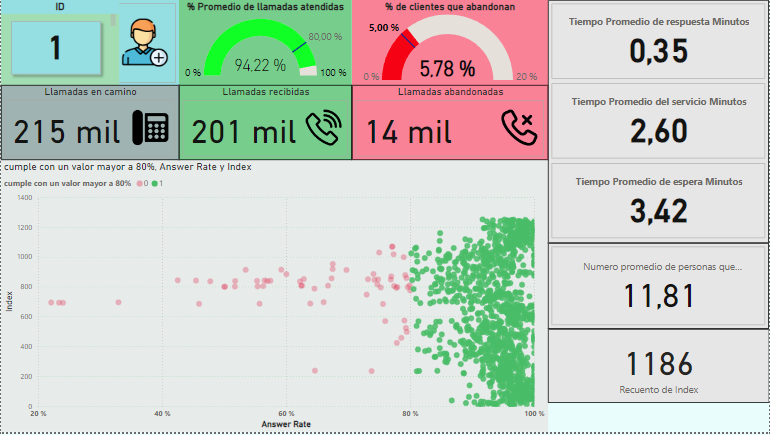 ID
1
% Promedio de llamadas atendidas
80,00 %
94,22 %
0 %
100 %
% de clientes que abandonan
5,00 %
5,78 %
0 %
20 %
Tiempo Promedio de respuesta Minutos
0,35
Llamadas en camino
215 mil
Llamadas recibidas
201 mil
Llamadas abandonadas
14 mil
Tiempo Promedio del servicio Minutos
2,60
Tiempo Promedio de espera Minutos
3,42
Numero promedio de personas que...
11,81
1186
Recuento de Index
cumple con un valor mayor a 80%, Answer Rate y Index
cumple con un valor mayor a 80% 0 1
1400
1200
1000
800
600
400
200
0
Index
20 % 40 % 60 % 80 % 100 %
Answer Rate